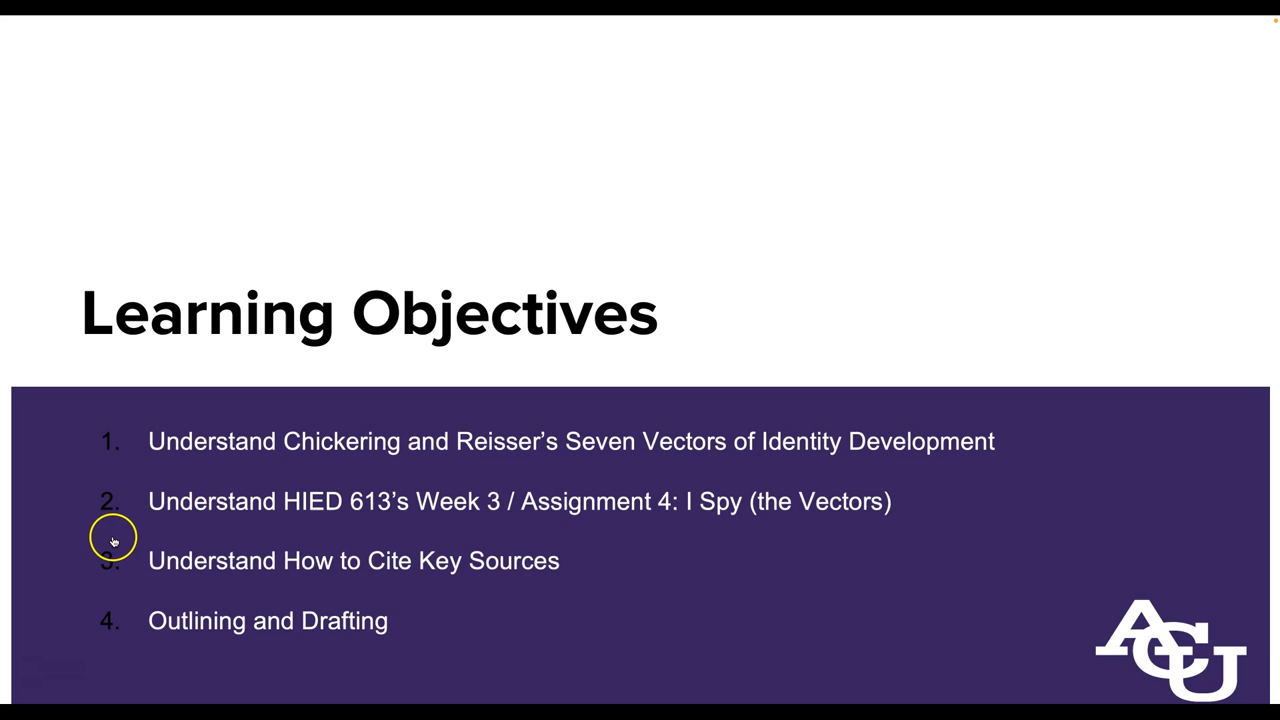 Learning Objectives
1. Understand Chickering and Reisser’s Seven Vectors of Identity Development
2. Understand HIED 613’s Week 3 / Assignment 4: I Spy (the Vectors)
3. Understand How to Cite Key Sources
4. Outlining and Drafting
ACU